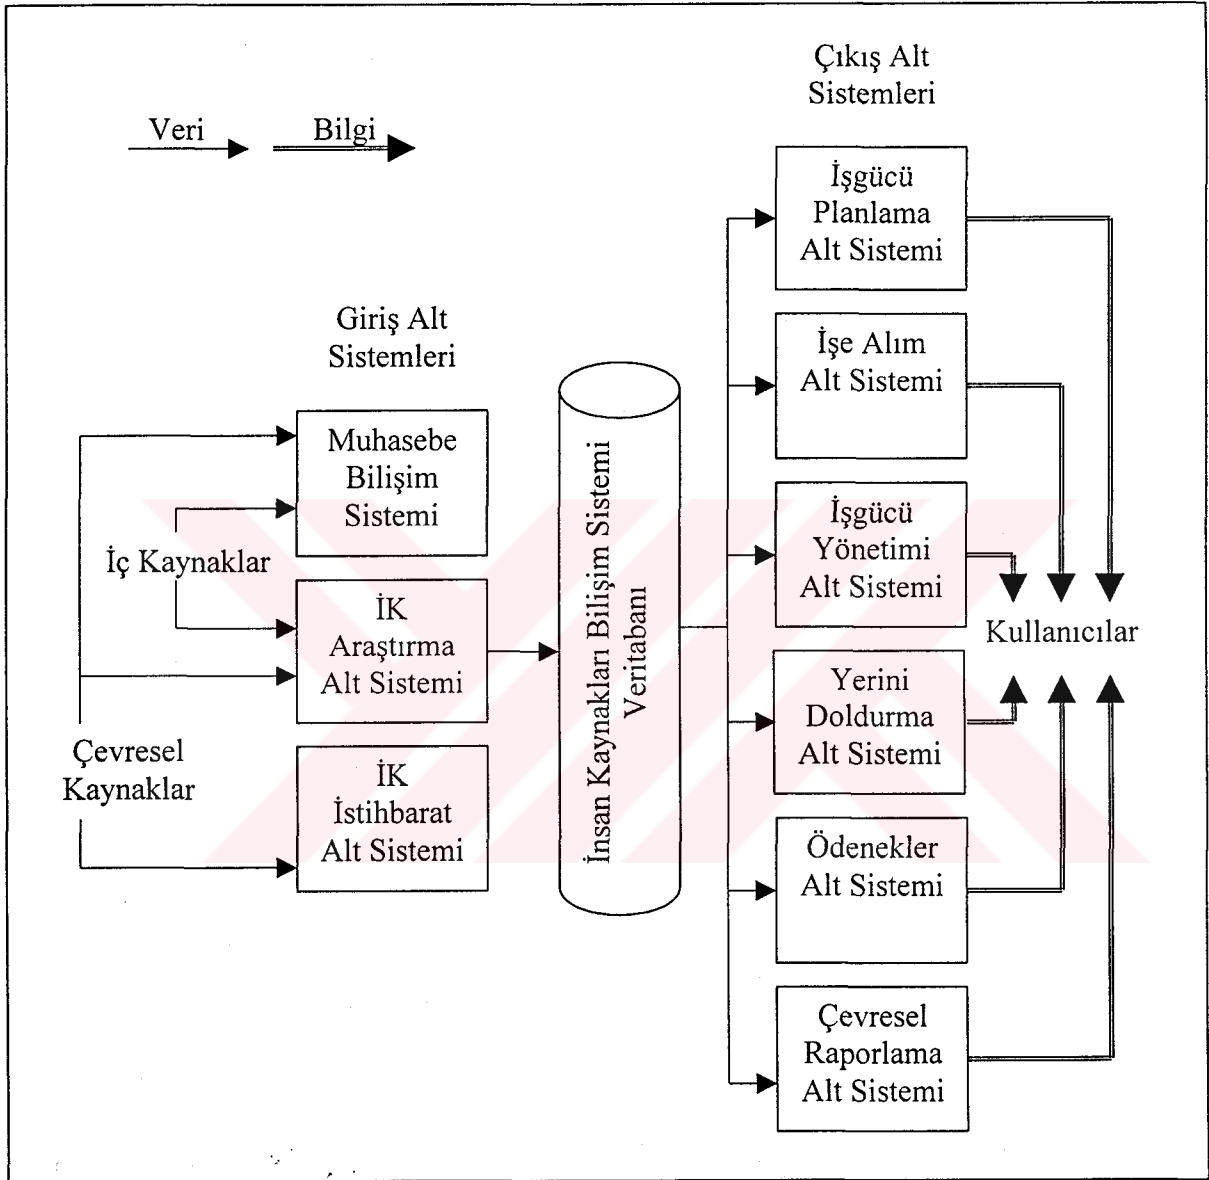 Çıkış Alt
Sistemleri
Veri
Bilgi
İşgücü
Planlama
Alt Sistemi
Giriş Alt
Sistemleri
İşe Alım
Alt Sistemi
Muhasebe
Bilişim
Sistemi
İç Kaynaklar
İK
Araştırma
Alt Sistemi
Çevresel
Kaynaklar
İK
İstihbarat
Alt Sistemi
İnsan Kaynakları Bilişim Sistemi
Veritabanı
İşgücü
Yönetimi
Alt Sistemi
Kullanıcılar
Yerini
Doldurma
Alt Sistemi
Ödenekler
Alt Sistemi
Çevresel
Raporlama
Alt Sistemi